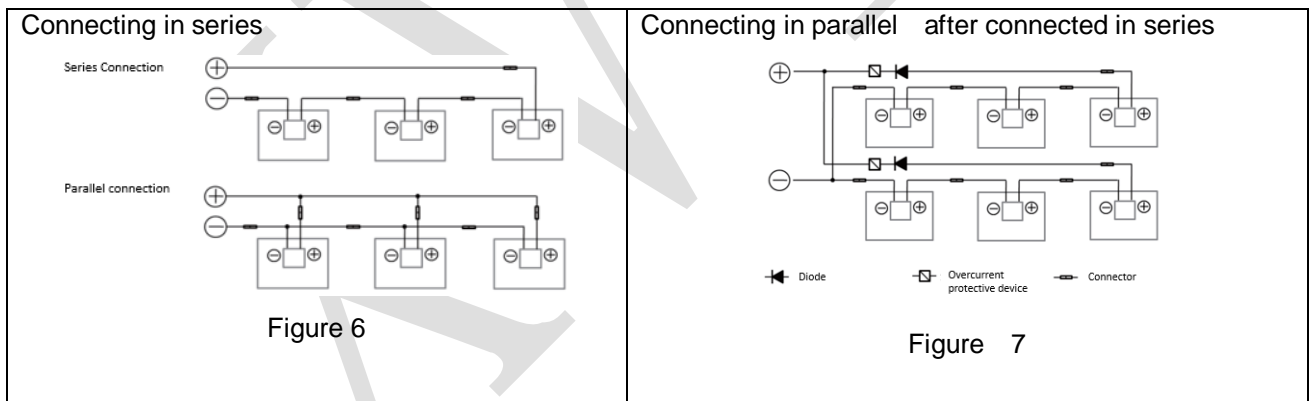 Connecting in series
Series Connection
⊕
⊖
⊖ ⊕ ⊖ ⊕ ⊖ ⊕
Parallel connection
⊕
⊖
⊖ ⊕ ⊖ ⊕ ⊖ ⊕
Figure 6
Connecting in parallel after connected in series
⊕
⊖ ⊕ ⊖ ⊕ ⊖ ⊕
⊖
⊖ ⊕ ⊖ ⊕ ⊖ ⊕
Diode
Overcurrent
protective device
Connector
Figure 7